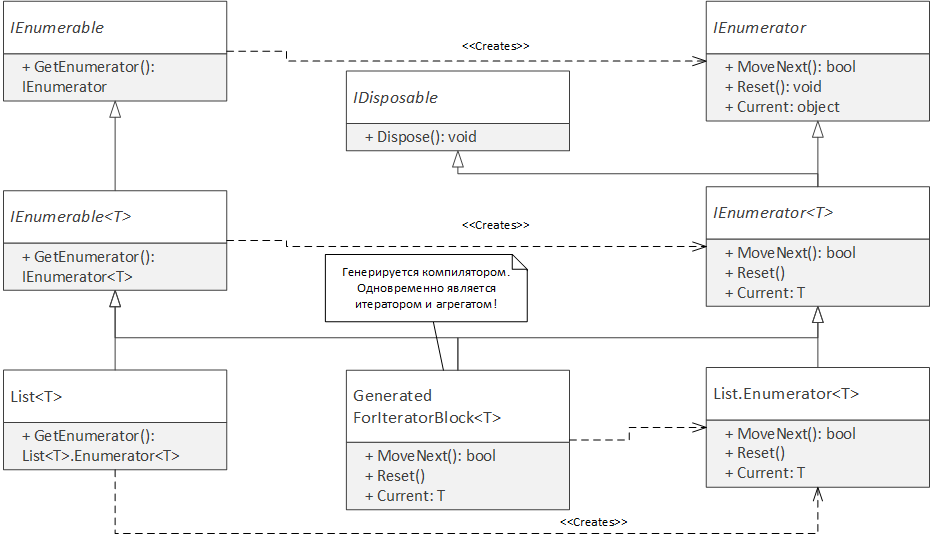 IEnumerable
+ GetEnumerator():
IEnumerator
<<Creates>>
IEnumerator
+ MoveNext(): bool
+ Reset(): void
+ Current: object
IDisposable
+ Dispose(): void
IEnumerable<T>
+ GetEnumerator():
IEnumerator<T>
<<Creates>>
IEnumerator<T>
+ MoveNext(): bool
+ Reset()
+ Current: T
Генерируется компилятором.
Одновременно является
итератором и агрегатом!
List<T>
+ GetEnumerator():
List<T>.Enumerator<T>
Generated
ForIteratorBlock<T>
+ MoveNext(): bool
+ Reset()
+ Current: T
List.Enumerator<T>
+ MoveNext(): bool
+ Reset()
+ Current: T
<<Creates>>